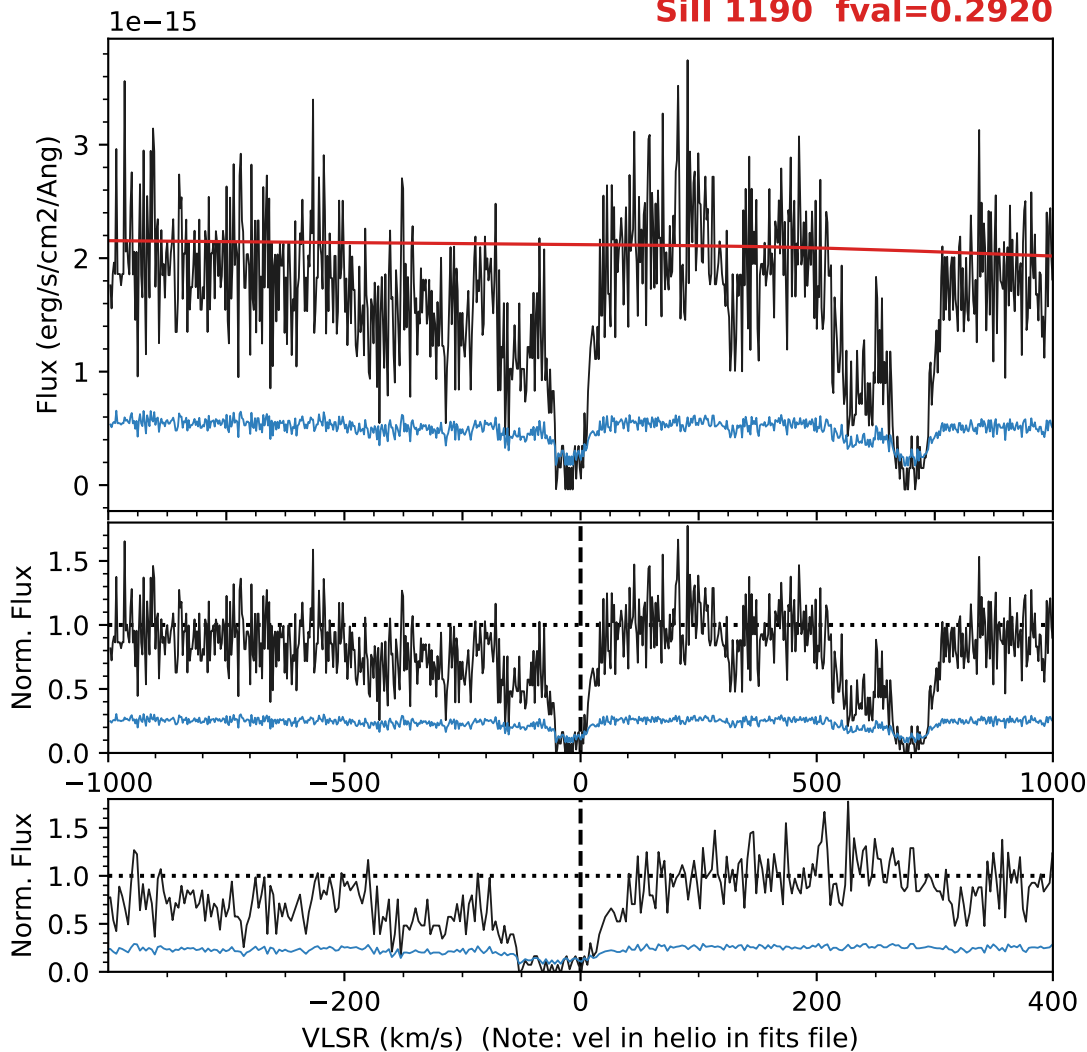 SiII 1190 fval=0.2920
1e−15
Flux (erg/s/cm2/Ang)
3
2
1
0
Norm. Flux
1.5
1.0
0.5
0.0
−1000 −500 0 500 1000
Norm. Flux
1.5
1.0
0.5
0.0
−200 0 200 400
VLSR (km/s) (Note: vel in helio in fits file)